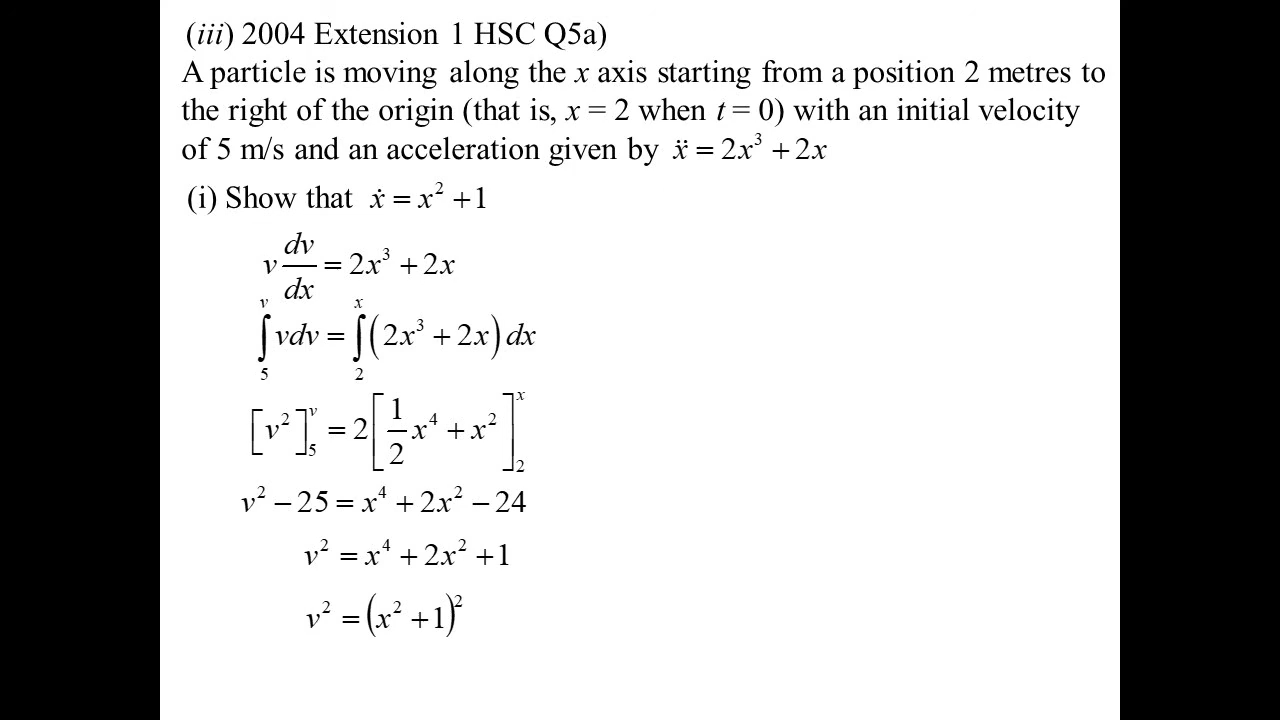 (iii) 2004 Extension 1 HSC Q5a)
A particle is moving along the x axis starting from a position 2 metres to
the right of the origin (that is, x = 2 when t = 0) with an initial velocity
of 5 m/s and an acceleration given by ẍ = 2x³ + 2x
(i) Show that ẋ = x² + 1
v dv/dx = 2x³ + 2x
∫₅ᵛ vdv = ∫₂ˣ (2x³ + 2x) dx
[v²]₅ᵛ = 2[1/2 x⁴ + x²]₂ˣ
v² − 25 = x⁴ + 2x² − 24
v² = x⁴ + 2x² + 1
v² = (x² + 1)²